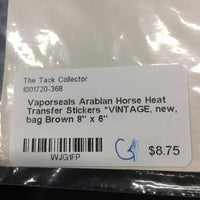 The Tack Collector
1001720-368
Vaporseals Arabian Horse Heat
Transfer Stickers *VINTAGE, new,
bag Brown 8" x 6"
WJG1FP
$8.75